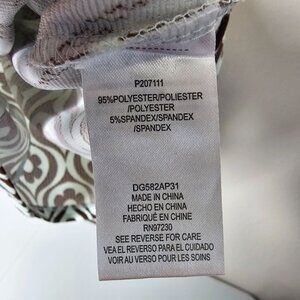 P207111
95%POLYESTER/POLIESTER
/POLYESTER
5%SPANDEX/SPANDEX
/SPANDEX
DG582AP31
MADE IN CHINA
HECHO EN CHINA
FABRIQUÉ EN CHINE
RN97230
SEE REVERSE FOR CARE
VEA EL REVERSO PARA EL CUIDADO
VOIR AU VERSO POUR LES SOINS